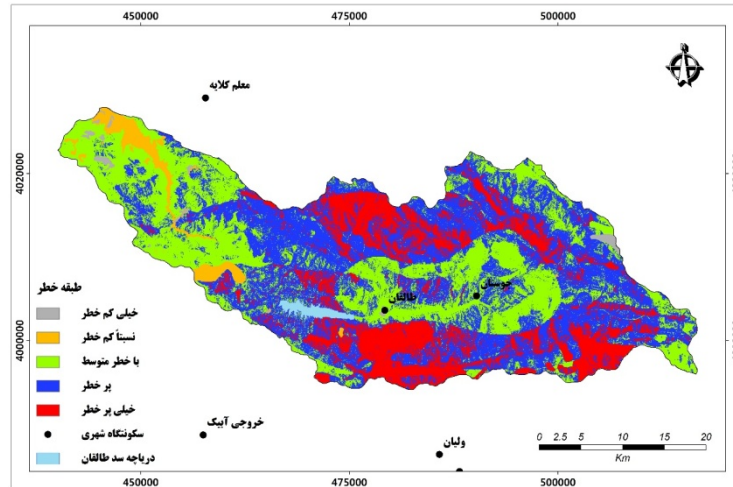 450000 475000 500000
معلم کلایه
4020000
جوستان
طالقان
4000000
طبقه خطر
خیلی کم خطر
نسبتاً کم خطر
با خطر متوسط
پر خطر
خیلی پر خطر
سکونتگاه شهری
دریاچه سد طالقان
خروجی آبیک
ولیان
0 2.5 5 10 15 20
Km
450000 475000 500000